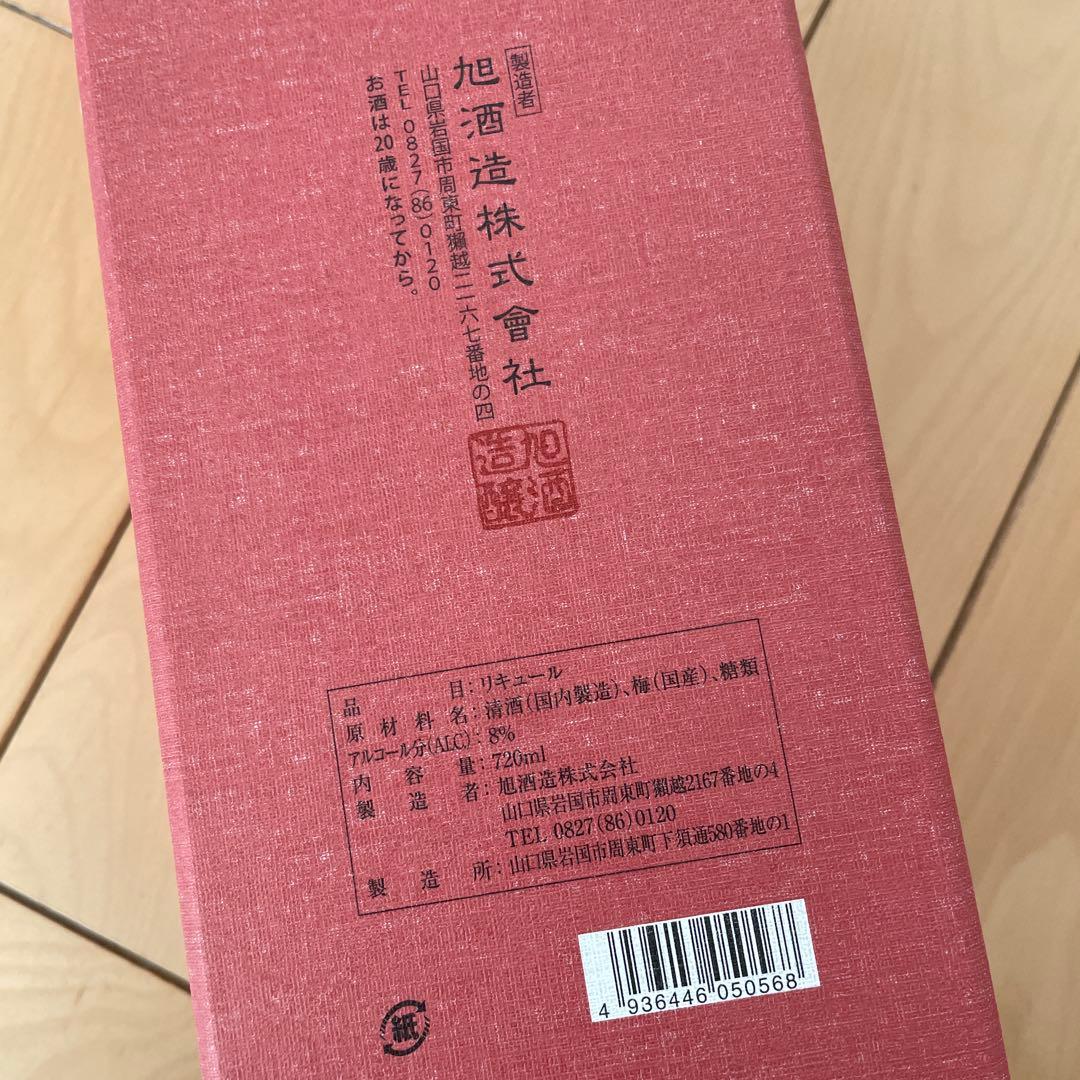 製造者
旭酒造株式會社
山口県岩国市周東町獺越二一六七番地の四
TEL 0827(86)0120
お酒は20歳になってから。
旭酒
造醸
品目:リキュール
原材料名:清酒(国内製造)、梅(国産)、糖類
アルコール分(ALC):8%
内容量:720ml
製造者:旭酒造株式会社
山口県岩国市周東町獺越2167番地の4
TEL 0827(86)0120
製造所:山口県岩国市周東町下須通580番地の1
4 936446 050568
紙